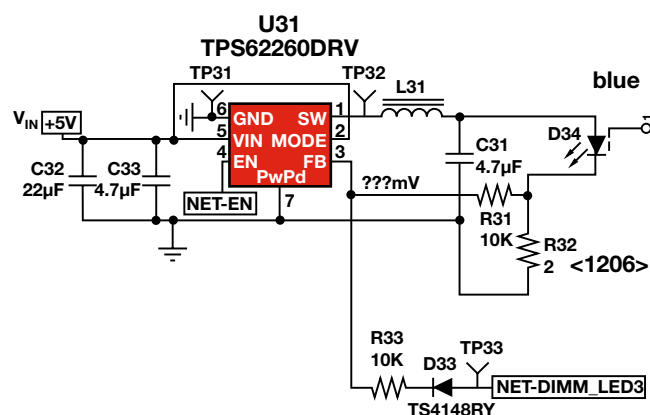 U31
TPS62260DRV
TP31
TP32
L31
blue
VIN
+5V
6
GND
SW
1
5
VIN
MODE
2
4
EN
FB
3
PwPd
7
C32
22µF
C33
4.7µF
NET-EN
C31
4.7µF
D34
???mV
R31
10K
R32
2
<1206>
R33
10K
D33
TS4148RY
TP33
NET-DIMM_LED3